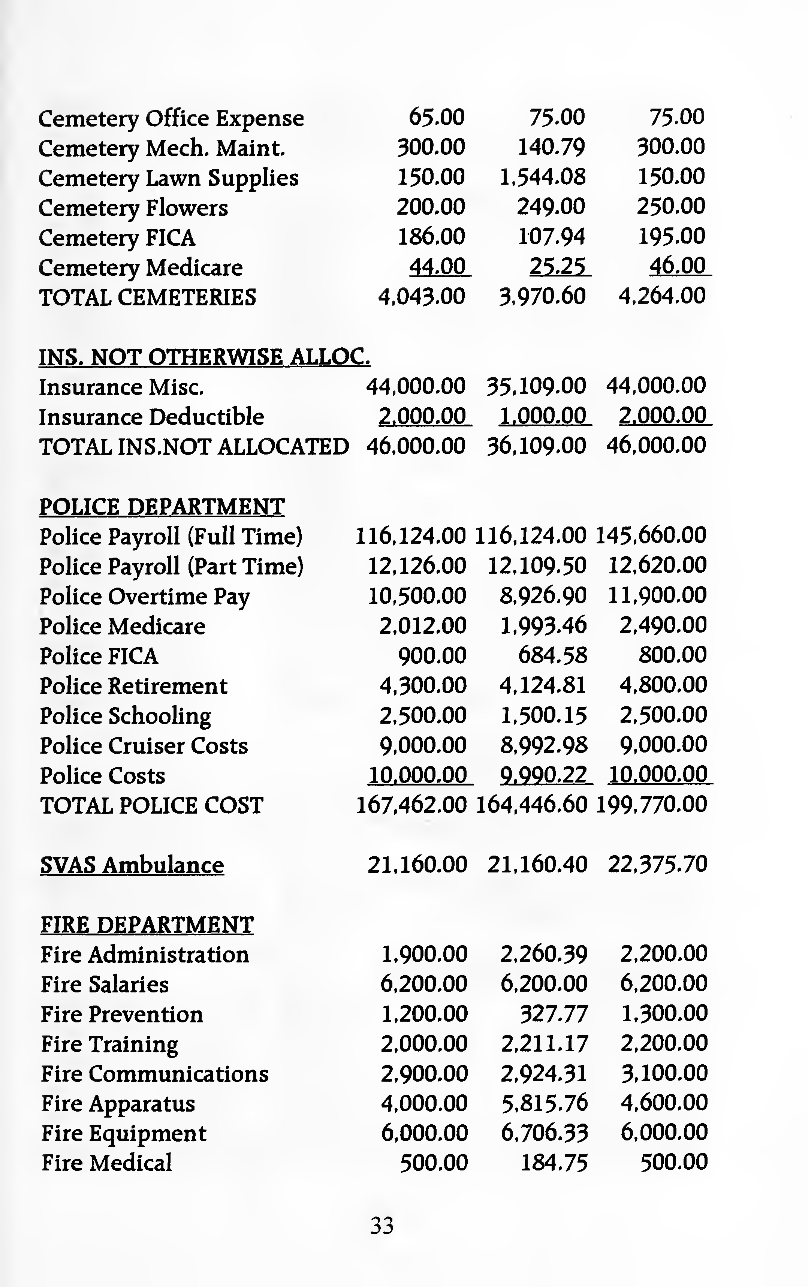 Cemetery Office Expense 65.00 75.00 75.00
Cemetery Mech. Maint. 300.00 140.79 300.00
Cemetery Lawn Supplies 150.00 1,544.08 150.00
Cemetery Flowers 200.00 249.00 250.00
Cemetery FICA 186.00 107.94 195.00
Cemetery Medicare 44.00 25.25 46.00
TOTAL CEMETERIES 4,043.00 3,970.60 4,264.00
INS. NOT OTHERWISE ALLOC.
Insurance Misc. 44,000.00 35,109.00 44,000.00
Insurance Deductible 2,000.00 1,000.00 2,000.00
TOTAL INS.NOT ALLOCATED 46,000.00 36,109.00 46,000.00
POLICE DEPARTMENT
Police Payroll (Full Time) 116,124.00 116,124.00 145,660.00
Police Payroll (Part Time) 12,126.00 12,109.50 12,620.00
Police Overtime Pay 10,500.00 8,926.90 11,900.00
Police Medicare 2,012.00 1,993.46 2,490.00
Police FICA 900.00 684.58 800.00
Police Retirement 4,300.00 4,124.81 4,800.00
Police Schooling 2,500.00 1,500.15 2,500.00
Police Cruiser Costs 9,000.00 8,992.98 9,000.00
Police Costs 10,000.00 9,990.22 10,000.00
TOTAL POLICE COST 167,462.00 164,446.60 199,770.00
SVAS Ambulance 21,160.00 21,160.40 22,375.70
FIRE DEPARTMENT
Fire Administration 1,900.00 2,260.39 2,200.00
Fire Salaries 6,200.00 6,200.00 6,200.00
Fire Prevention 1,200.00 327.77 1,300.00
Fire Training 2,000.00 2,211.17 2,200.00
Fire Communications 2,900.00 2,924.31 3,100.00
Fire Apparatus 4,000.00 5,815.76 4,600.00
Fire Equipment 6,000.00 6,706.33 6,000.00
Fire Medical 500.00 184.75 500.00
33